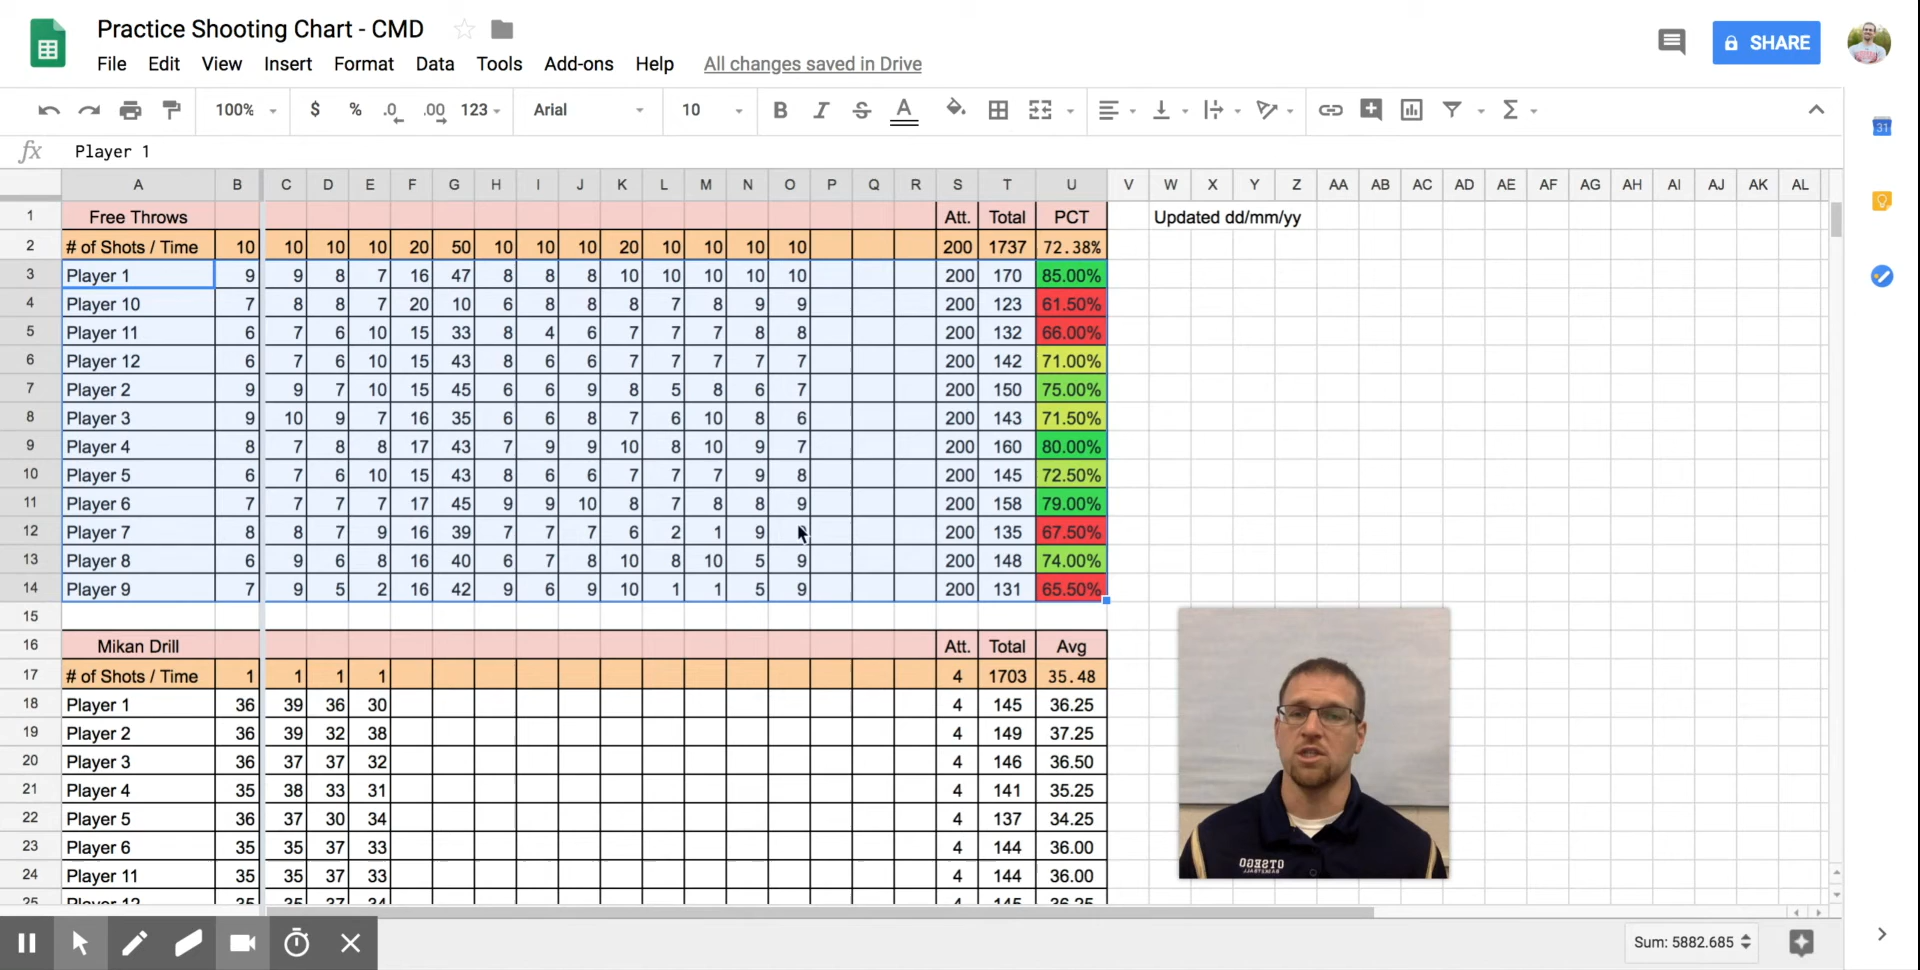 Practice Shooting Chart - CMD
SHARE
File Edit View Insert Format Data Tools Add-ons Help All changes saved in Drive
100% $ % .0 .00 123 Arial 10 B I S A Σ
31
fx Player 1
A B C D E F G H I J K L M N O P Q R S T U V W X Y Z AA AB AC AD AE AF AG AH AI AJ AK AL
1 Free Throws Att. Total PCT Updated dd/mm/yy
2 # of Shots / Time 10 10 10 10 20 50 10 10 10 20 10 10 10 10 200 1737 72.38%
3 Player 1 9 9 8 7 16 47 8 8 8 10 10 10 10 10 200 170 85.00%
4 Player 10 7 8 8 7 20 10 6 8 8 8 7 8 9 9 200 123 61.50%
5 Player 11 6 7 6 10 15 33 8 4 6 7 7 7 8 8 200 132 66.00%
6 Player 12 6 7 6 10 15 43 8 6 6 7 7 7 7 7 200 142 71.00%
7 Player 2 9 9 7 10 15 45 6 6 9 8 5 8 6 7 200 150 75.00%
8 Player 3 9 10 9 7 16 35 6 6 8 7 6 10 8 6 200 143 71.50%
9 Player 4 8 7 8 8 17 43 7 9 9 10 8 10 9 7 200 160 80.00%
10 Player 5 6 7 6 10 15 43 8 6 6 7 7 7 9 8 200 145 72.50%
11 Player 6 7 7 7 7 17 45 9 9 10 8 7 8 8 9 200 158 79.00%
12 Player 7 8 8 7 9 16 39 7 7 7 6 2 1 9 200 135 67.50%
13 Player 8 6 9 6 8 16 40 6 7 8 10 8 10 5 9 200 148 74.00%
14 Player 9 7 9 5 2 16 42 9 6 9 10 1 1 5 9 200 131 65.50%
15
16 Mikan Drill Att. Total Avg
17 # of Shots / Time 1 1 1 1 4 1703 35.48
18 Player 1 36 39 36 30 4 145 36.25
19 Player 2 36 39 32 38 4 149 37.25
20 Player 3 36 37 37 32 4 146 36.50
21 Player 4 35 38 33 31 4 141 35.25
22 Player 5 36 37 30 34 4 137 34.25
23 Player 6 35 35 37 33 4 144 36.00
24 Player 11 35 35 37 33 4 144 36.00
25 Player 12 35 35 37 34 4 145 36.25
OTSEGO
BASKETBALL
Sum: 5882.685